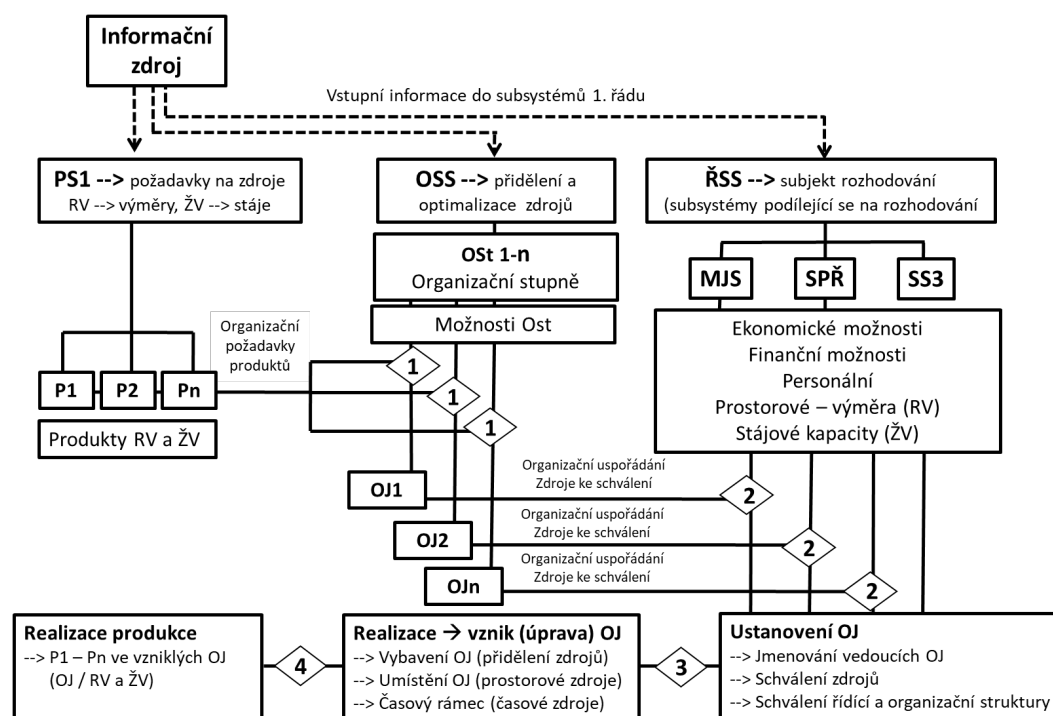 Informační
zdroj
Vstupní informace do subsystémů 1. řádu
PS1 --> požadavky na zdroje
RV --> výměry, ŽV --> stáje
OSS --> přidělení a
optimalizace zdrojů
ŘSS --> subjekt rozhodování
(subsystémy podílející se na rozhodování
OSt 1-n
Organizační stupně
MJS
SPŘ
SS3
Možnosti Ost
Organizační
požadavky
produktů
Ekonomické možnosti
Finanční možnosti
Personální
Prostorové – výměra (RV)
Stájové kapacity (ŽV)
1
1
1
P1
P2
Pn
Produkty RV a ŽV
OJ1
Organizační uspořádání
Zdroje ke schválení
2
OJ2
Organizační uspořádání
Zdroje ke schválení
2
OJn
Organizační uspořádání
Zdroje ke schválení
2
Realizace produkce
--> P1 – Pn ve vzniklých OJ
(OJ / RV a ŽV)
4
Realizace → vznik (úprava) OJ
--> Vybavení OJ (přidělení zdrojů)
--> Umístění OJ (prostorové zdroje)
--> Časový rámec (časové zdroje)
3
Ustanovení OJ
--> Jmenování vedoucích OJ
--> Schválení zdrojů
--> Schválení řídící a organizační struktury